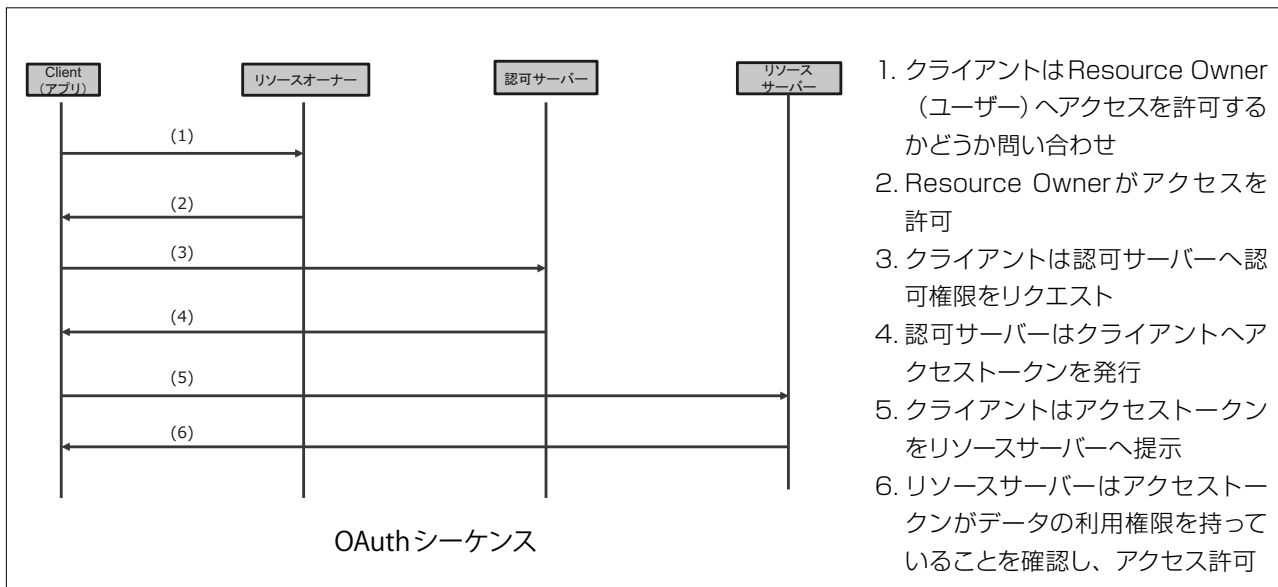 Client
(アプリ)
リソースオーナー
認可サーバー
リソース
サーバー
(1)
(2)
(3)
(4)
(5)
(6)
OAuthシーケンス
1. クライアントはResource Owner
（ユーザー）へアクセスを許可する
かどうか問い合わせ
2. Resource Ownerがアクセスを
許可
3. クライアントは認可サーバーへ認
可権限をリクエスト
4. 認可サーバーはクライアントへア
クセストークンを発行
5. クライアントはアクセストークン
をリソースサーバーへ提示
6. リソースサーバーはアクセストー
クンがデータの利用権限を持って
いることを確認し、アクセス許可